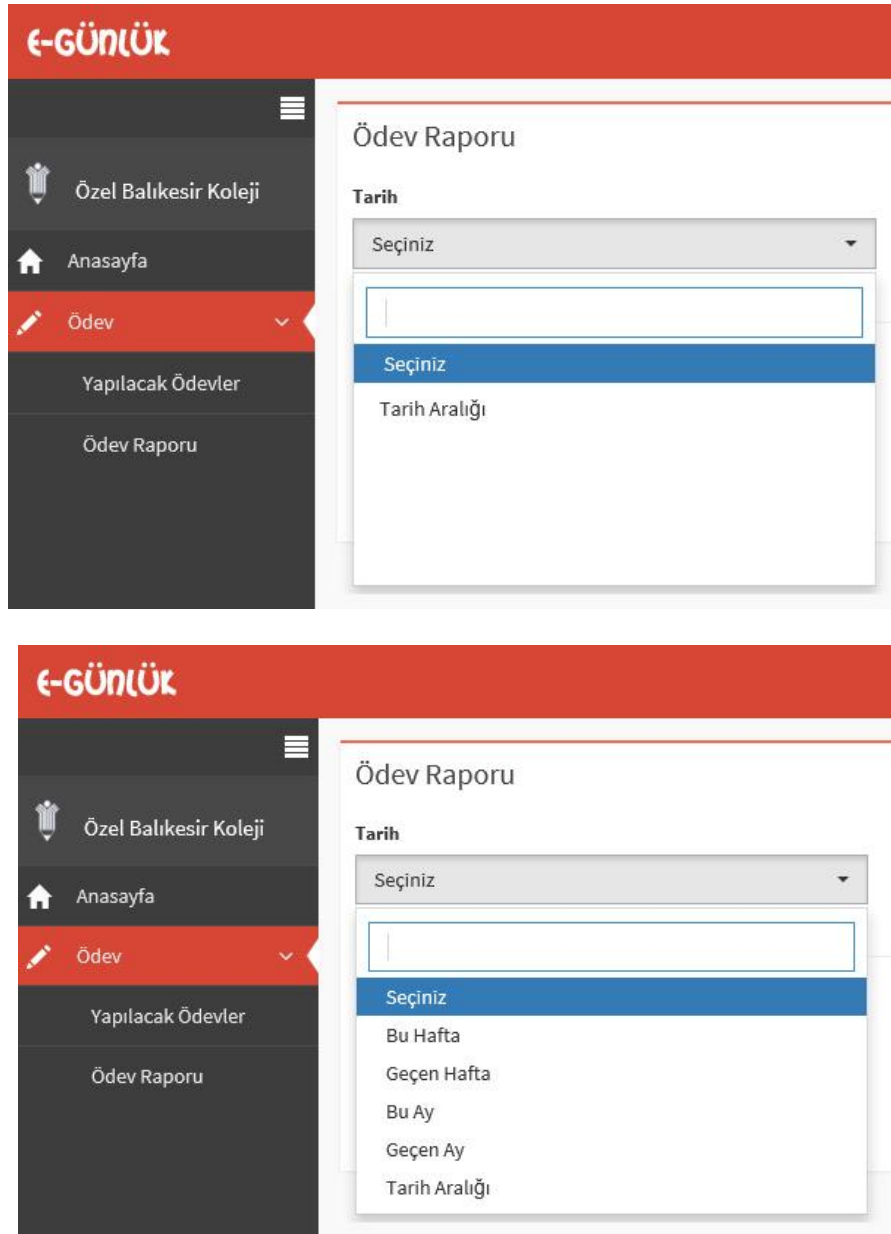 e-GÜNLÜK
Özel Balıkesir Koleji
Anasayfa
Ödev
Yapılacak Ödevler
Ödev Raporu
Ödev Raporu
Tarih
Seçiniz
Seçiniz
Tarih Aralığı
e-GÜNLÜK
Özel Balıkesir Koleji
Anasayfa
Ödev
Yapılacak Ödevler
Ödev Raporu
Ödev Raporu
Tarih
Seçiniz
Seçiniz
Bu Hafta
Geçen Hafta
Bu Ay
Geçen Ay
Tarih Aralığı